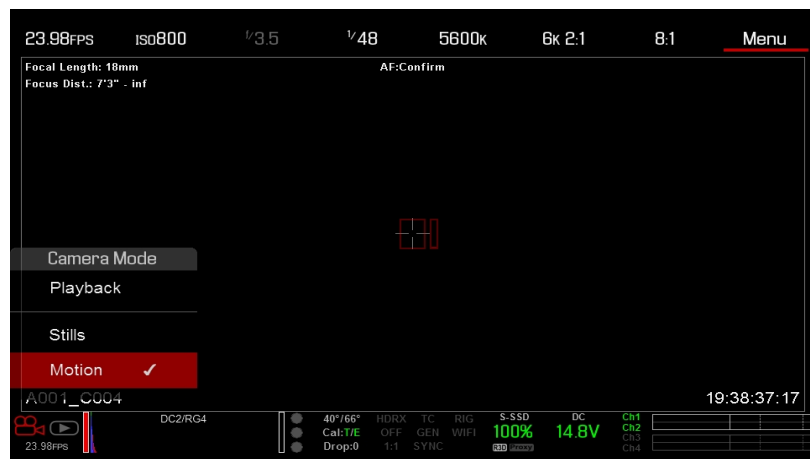 23.98FPS ISO800 1/3.5 1/48 5600K 6K 2:1 8:1 Menu
Focal Length: 18mm AF:Confirm
Focus Dist.: 7'3" - inf
Camera Mode
Playback
Stills
Motion ✓
A001_C004 19:38:37:17
DC2/RG4 40°/66° HDRX TC RIG S-SSD DC Ch1
Cal:T/E OFF GEN WIFI 100% 14.8V Ch2
23.98FPS Drop:0 1:1 SYNC R3D Proxy Ch3
Ch4